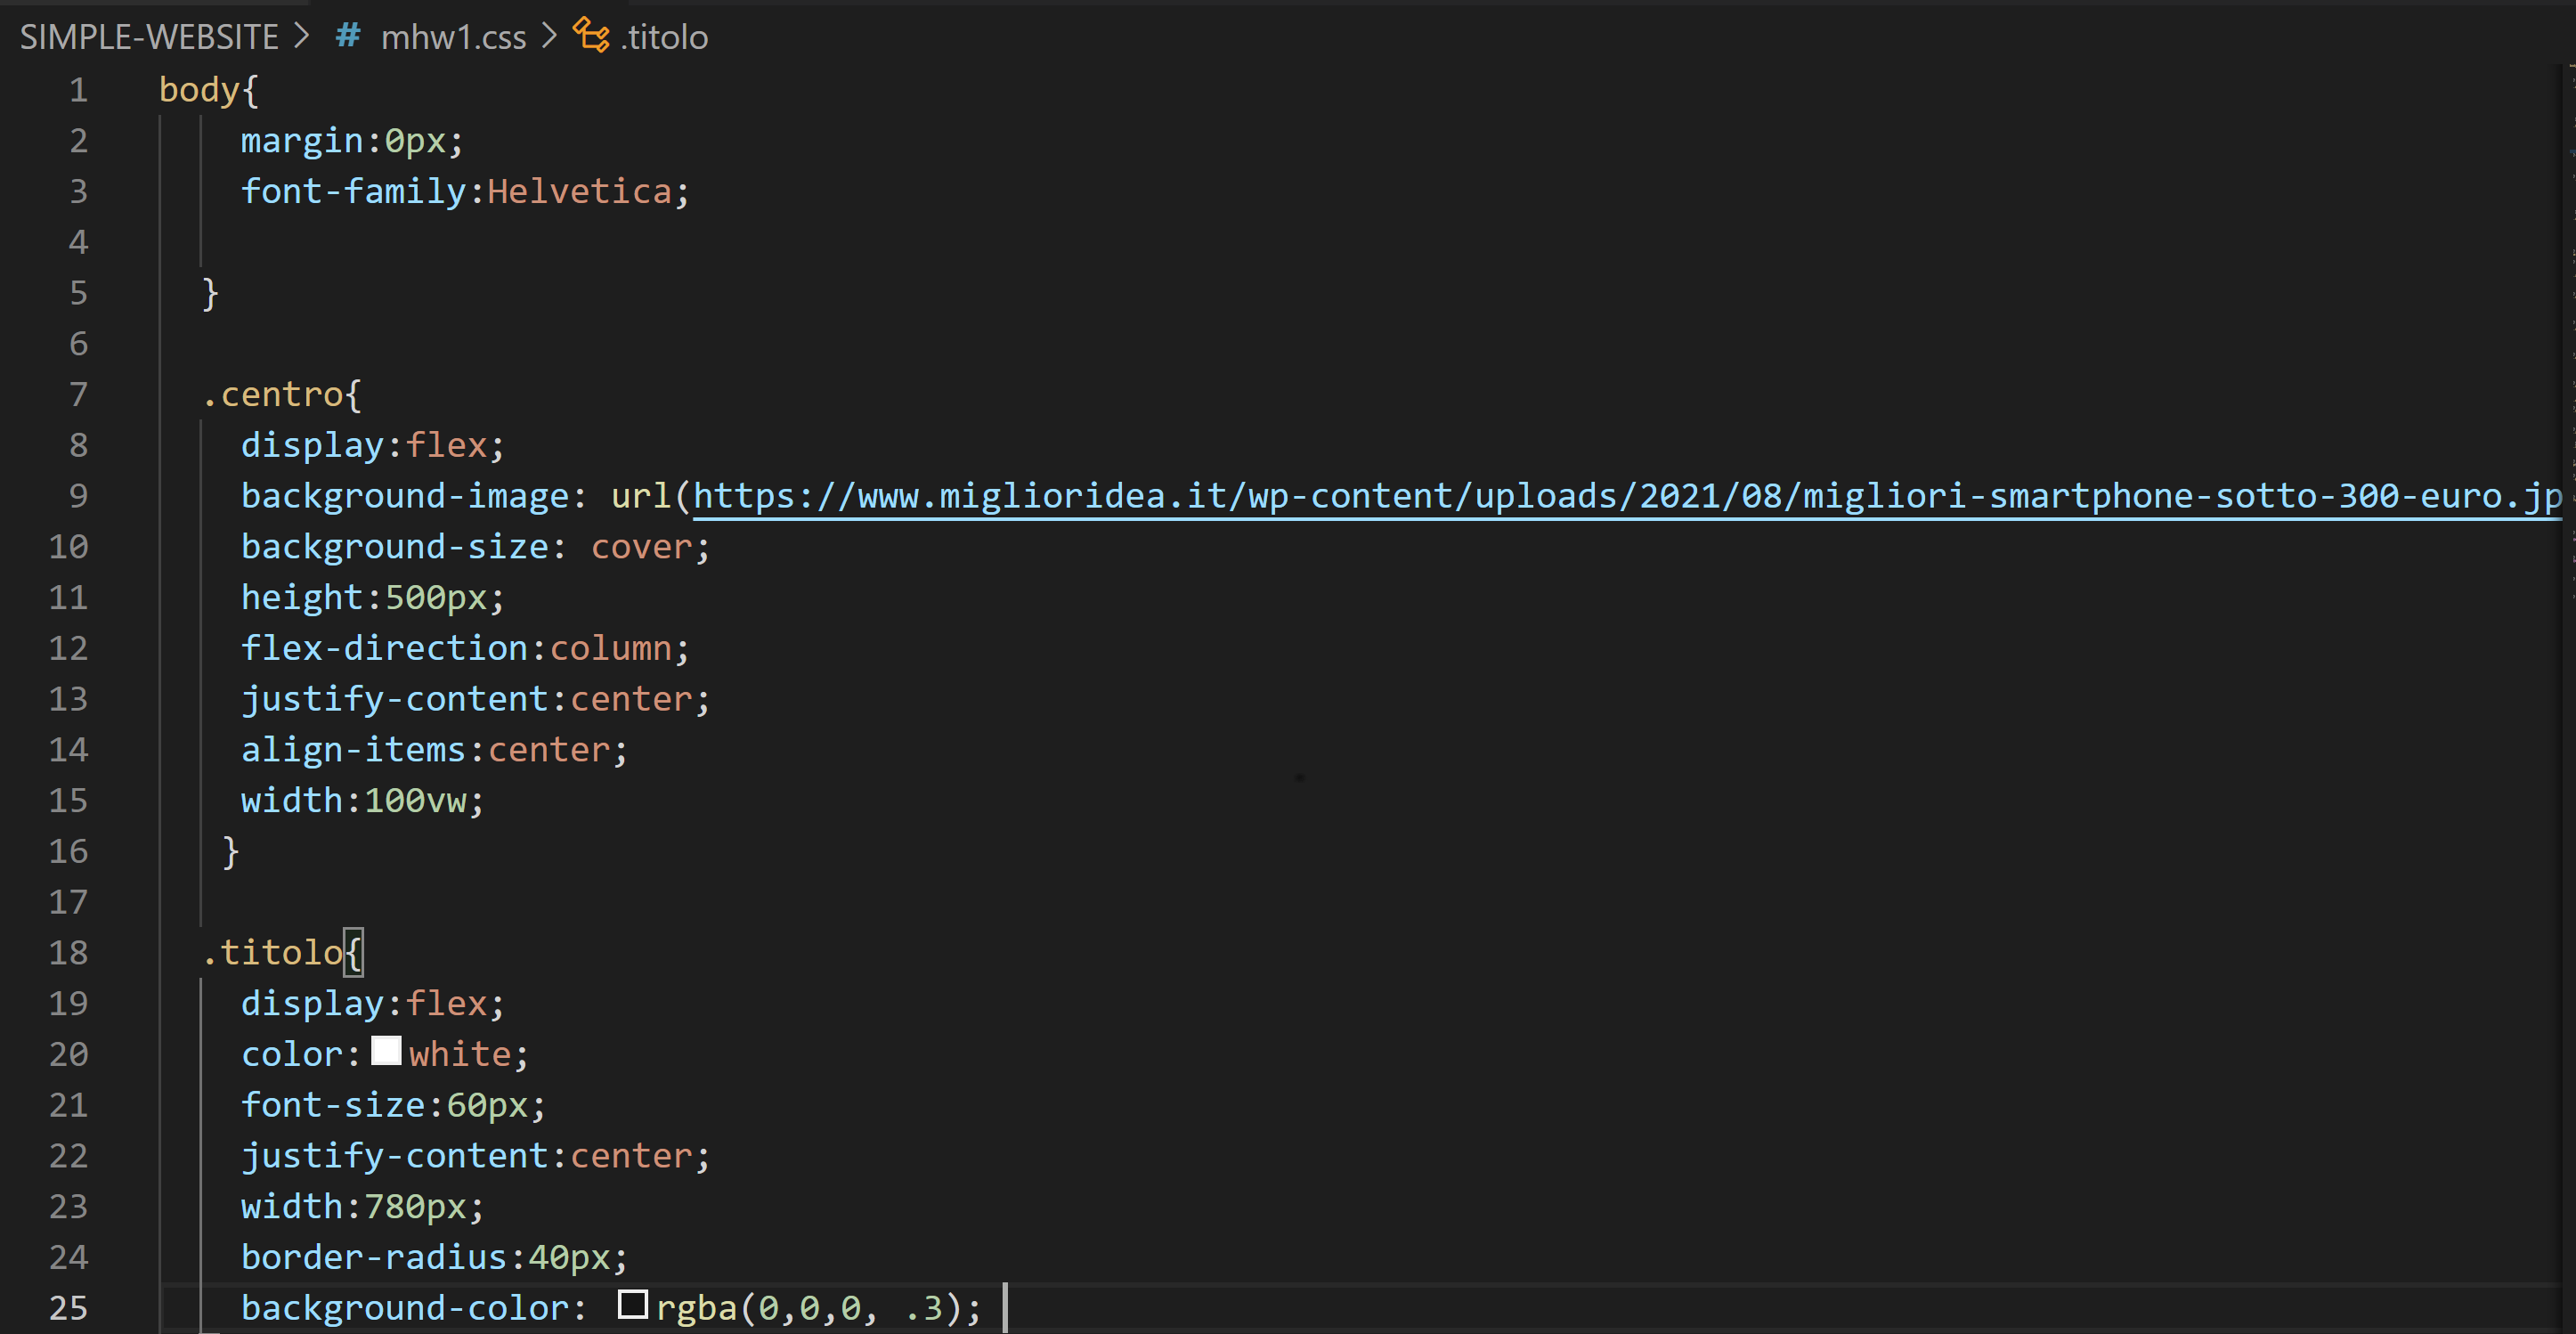 SIMPLE-WEBSITE > # mhw1.css > .titolo
1 body{
2 margin:0px;
3 font-family:Helvetica;
4
5 }
6
7 .centro{
8 display:flex;
9 background-image: url(https://www.miglioridea.it/wp-content/uploads/2021/08/migliori-smartphone-sotto-300-euro.jp
10 background-size: cover;
11 height:500px;
12 flex-direction:column;
13 justify-content:center;
14 align-items:center;
15 width:100vw;
16 }
17
18 .titolo{
19 display:flex;
20 color:white;
21 font-size:60px;
22 justify-content:center;
23 width:780px;
24 border-radius:40px;
25 background-color: rgba(0,0,0, .3);